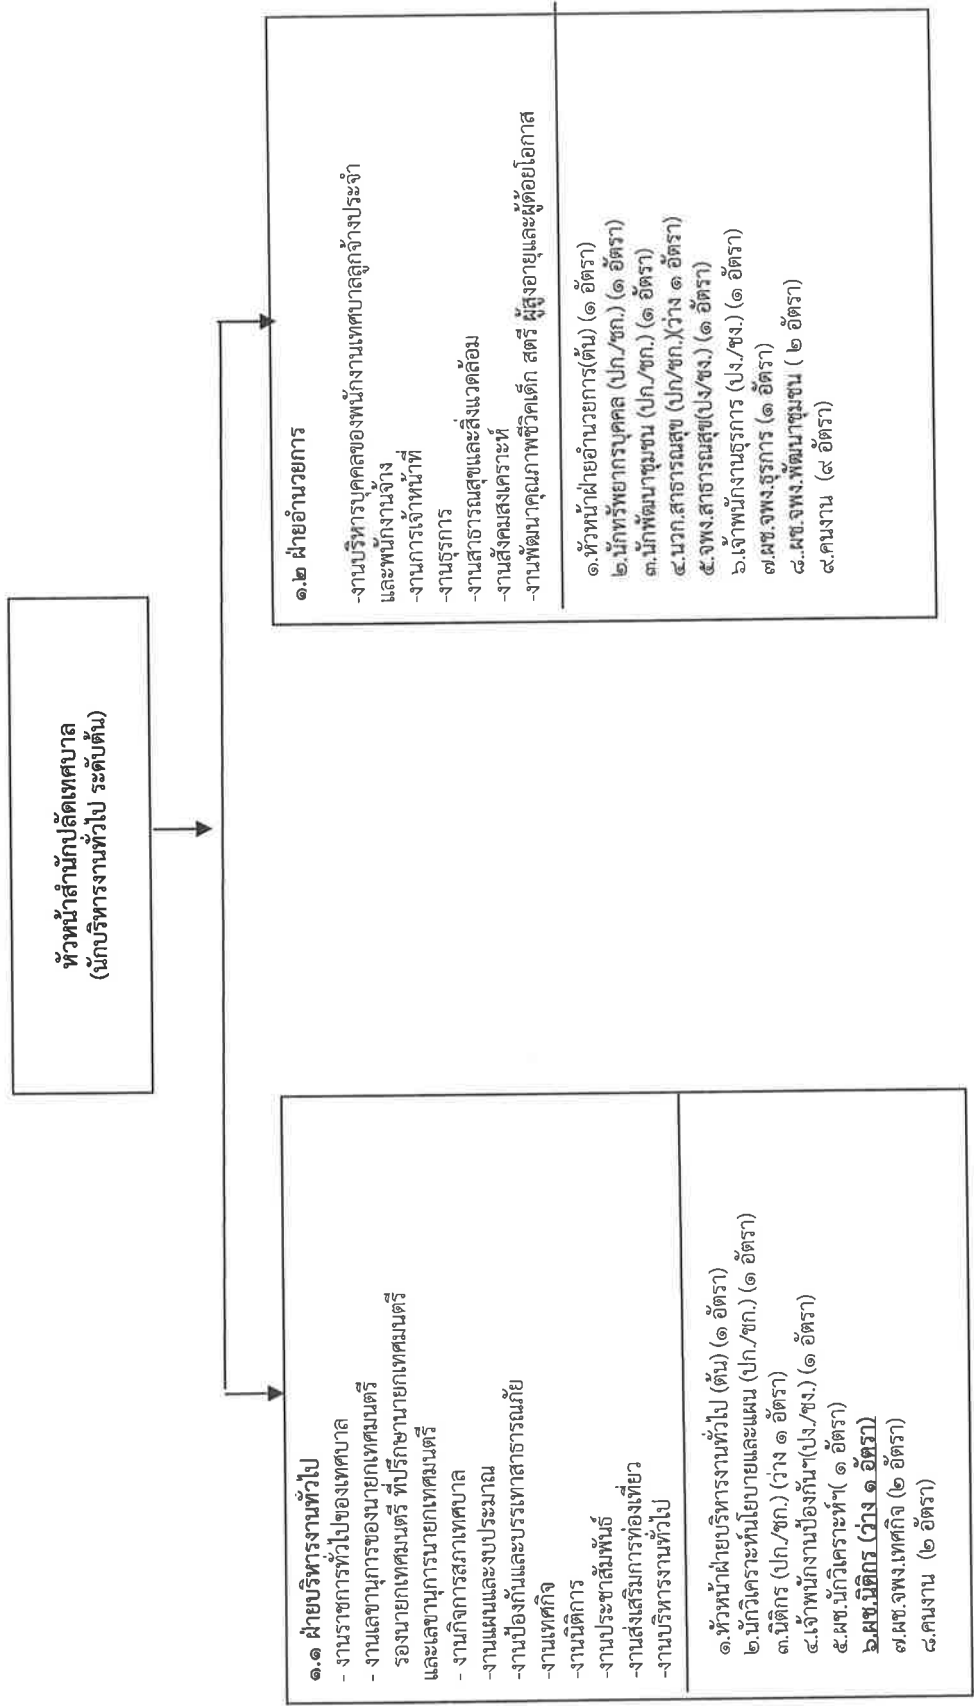 หัวหน้าสำนักปลัดเทศบาล
(นักบริหารงานทั่วไป ระดับต้น)
๑.๑ ฝ่ายบริหารงานทั่วไป
- งานราชการทั่วไปของเทศบาล
- งานเลขานุการของนายกเทศมนตรี
รองนายกเทศมนตรี ที่ปรึกษานายกเทศมนตรี
และเลขานุการนายกเทศมนตรี
- งานกิจการสภาเทศบาล
-งานแผนและงบประมาณ
-งานป้องกันและบรรเทาสาธารณภัย
-งานเทศกิจ
-งานนิติการ
-งานประชาสัมพันธ์
-งานส่งเสริมการท่องเที่ยว
-งานบริหารงานทั่วไป
๑.หัวหน้าฝ่ายบริหารงานทั่วไป (ต้น) (๑ อัตรา)
๒.นักวิเคราะห์นโยบายและแผน (ปก./ชก.) (๑ อัตรา)
๓.นิติกร (ปก./ชก.) (ว่าง ๑ อัตรา)
๔.เจ้าพนักงานป้องกันฯ(ปง./ชง.) (๑ อัตรา)
๕.ผช.นักวิเคราะห์ฯ( ๑ อัตรา)
๖.ผช.นิติกร (ว่าง ๑ อัตรา)
๗.ผช.จพง.เทศกิจ (๒ อัตรา)
๘.คนงาน (๒ อัตรา)
๑.๒ ฝ่ายอำนวยการ
-งานบริหารบุคคลของพนักงานเทศบาลลูกจ้างประจำ
และพนักงานจ้าง
-งานการเจ้าหน้าที่
-งานธุรการ
-งานสาธารณสุขและสิ่งแวดล้อม
-งานสังคมสงเคราะห์
-งานพัฒนาคุณภาพชีวิตเด็ก สตรี ผู้สูงอายุและผู้ด้อยโอกาส
๑.หัวหน้าฝ่ายอำนวยการ(ต้น) (๑ อัตรา)
๒.นักทรัพยากรบุคคล (ปก./ชก.) (๑ อัตรา)
๓.นักพัฒนาชุมชน (ปก./ชก.) (๑ อัตรา)
๔.นวก.สาธารณสุข (ปก/ชก.)(ว่าง ๑ อัตรา)
๕.จพง.สาธารณสุข(ปง/ชง.) (๑ อัตรา)
๖.เจ้าพนักงานธุรการ (ปง./ชง.) (๑ อัตรา)
๗.ผช.จพง.ธุรการ (๑ อัตรา)
๘..ผช.จพง.พัฒนาชุมชน ( ๒ อัตรา)
๙.คนงาน (๙ อัตรา)